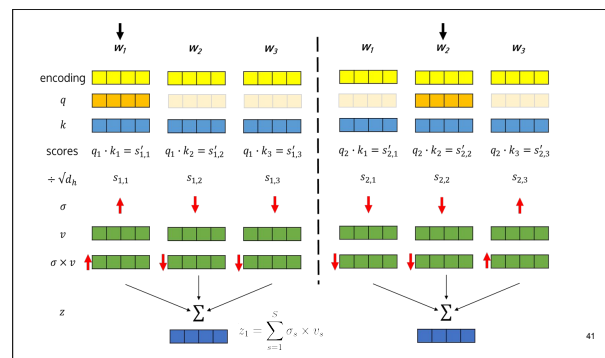 w₁ w₂ w₃ w₁ w₂ w₃
encoding
q
k
scores q₁ · k₁ = s′₁,₁ q₁ · k₂ = s′₁,₂ q₁ · k₃ = s′₁,₃ q₂ · k₁ = s′₂,₁ q₂ · k₂ = s′₂,₂ q₂ · k₃ = s′₂,₃
÷ √d_h s₁,₁ s₁,₂ s₁,₃ s₂,₁ s₂,₂ s₂,₃
σ
v
σ × v
z Σ Σ
z₁ = ∑_{s=1}^{S} σₛ × vₛ
41